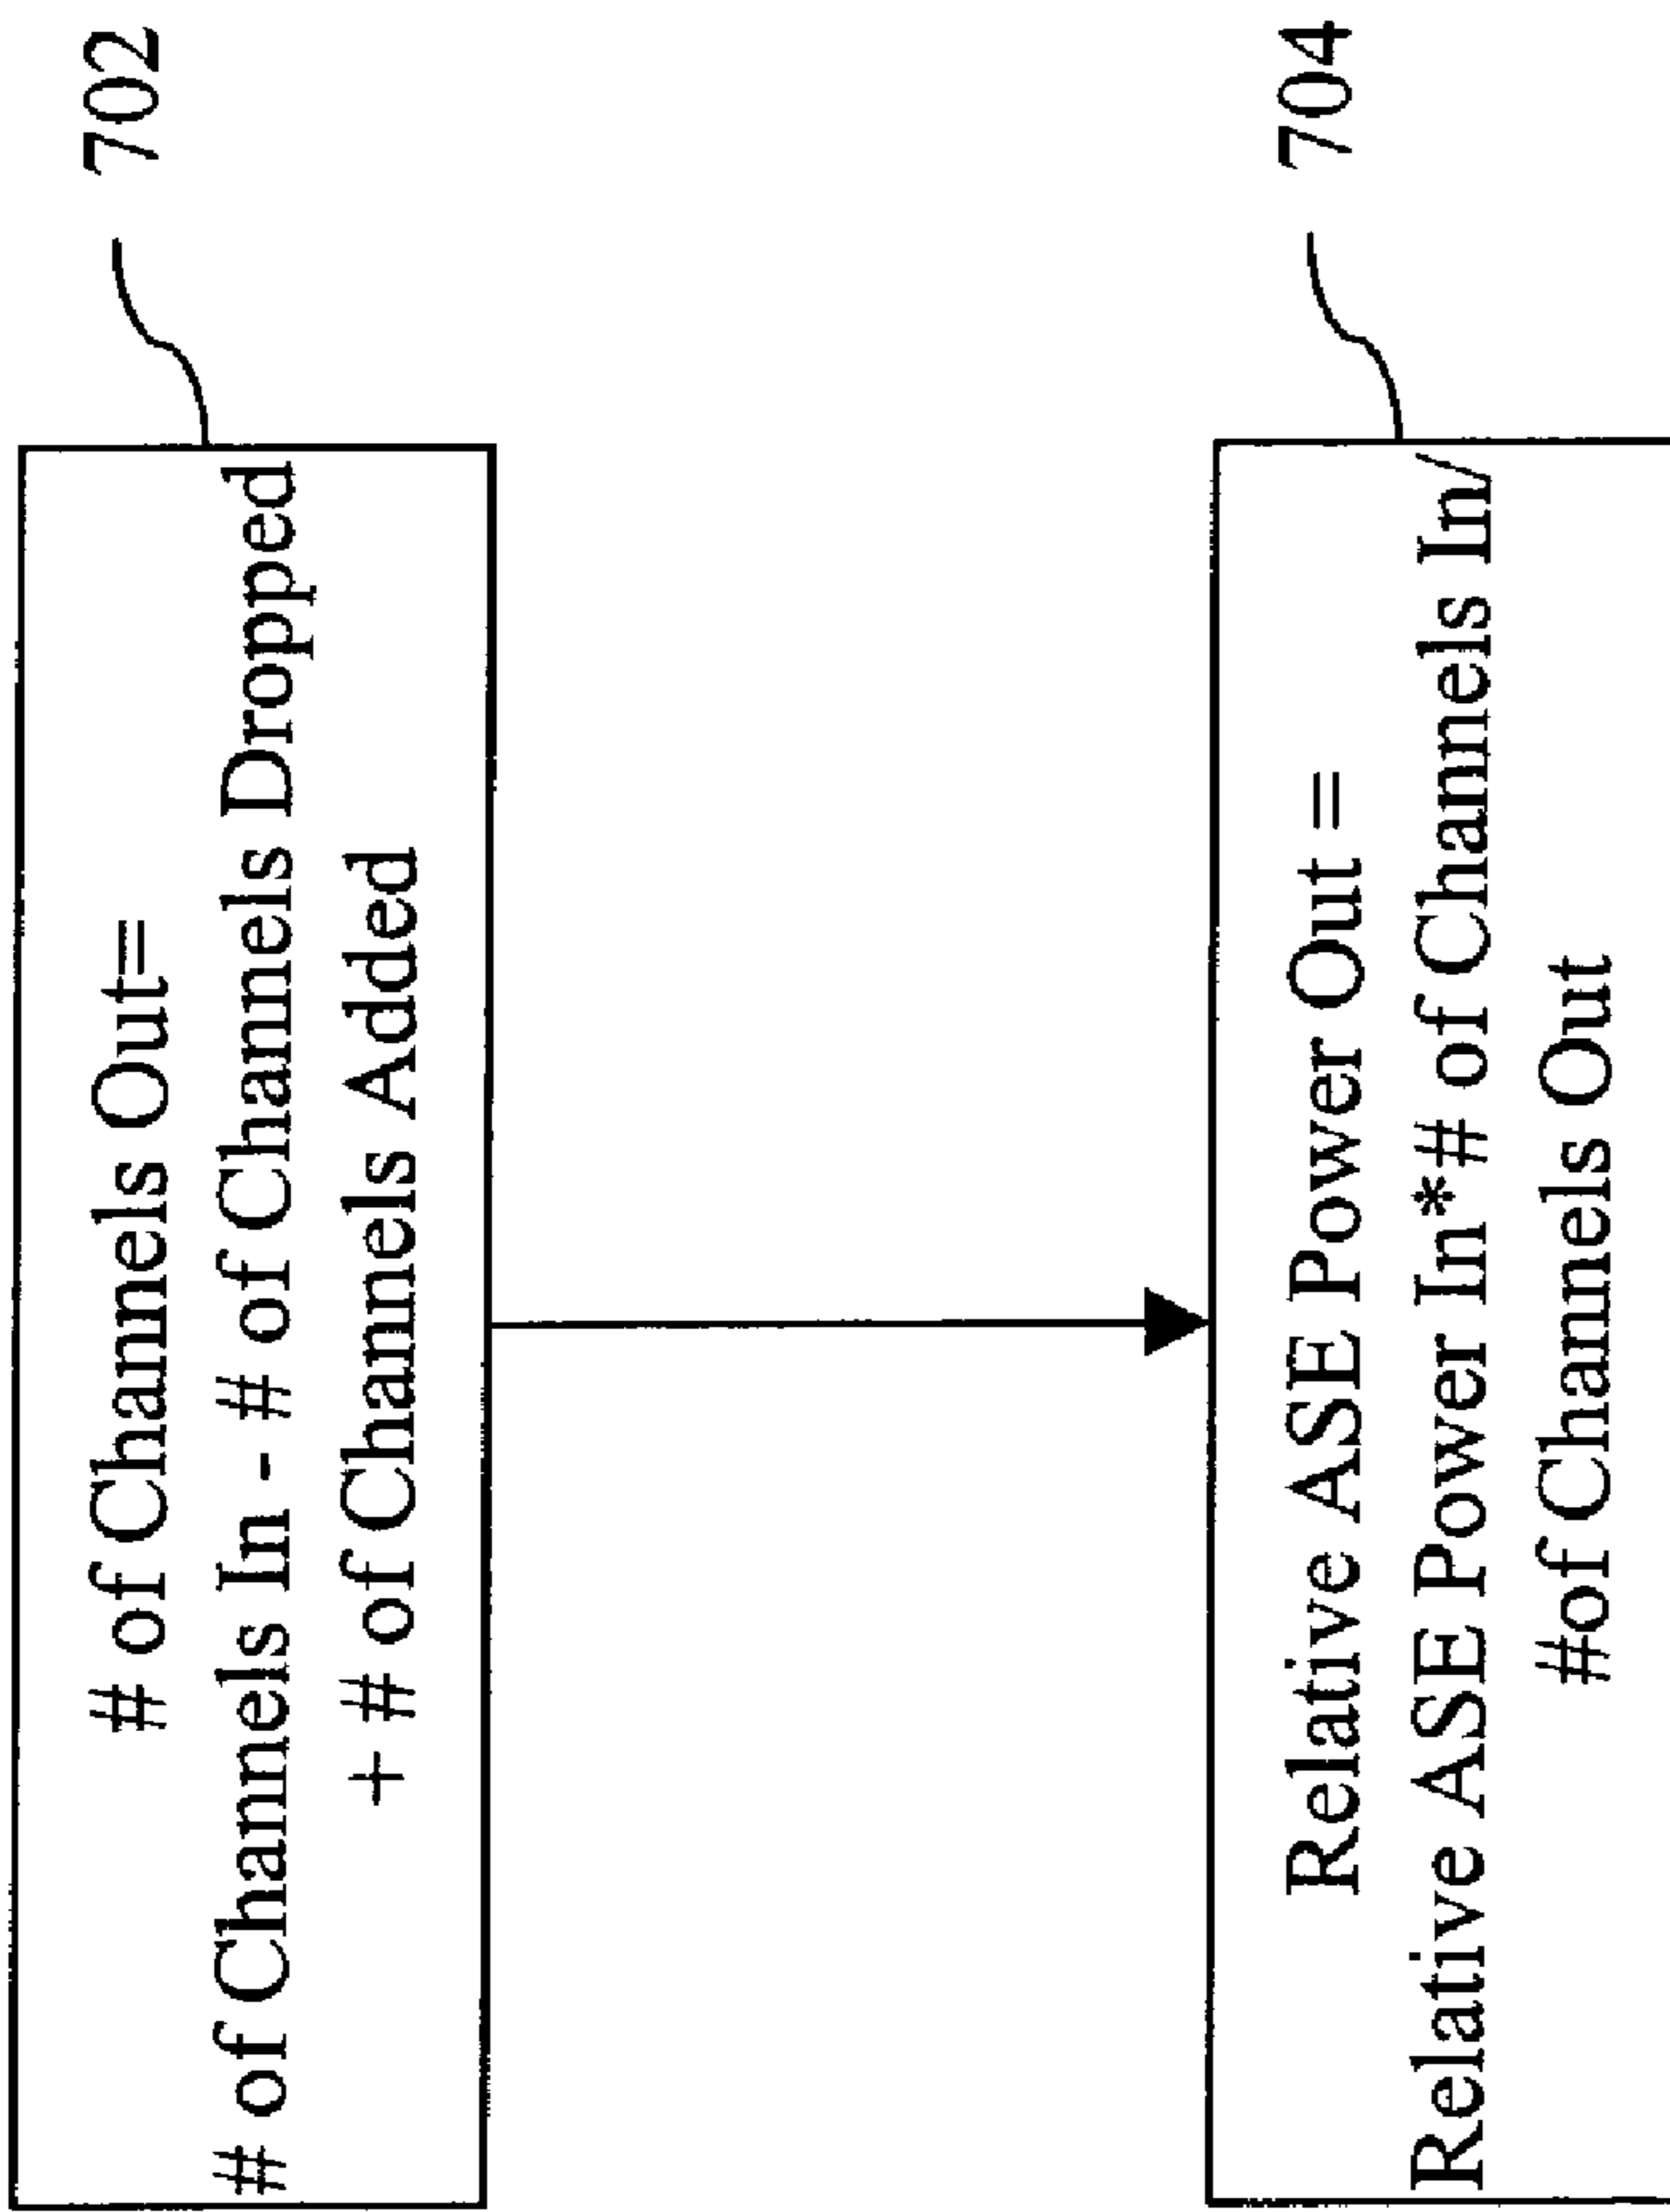 # of Channels Out=
# of Channels In - # of Channels Dropped
+ # of Channels Added
702
Relative ASE Power Out =
Relative ASE Power In*# of Channels In/
#of Channels Out
704